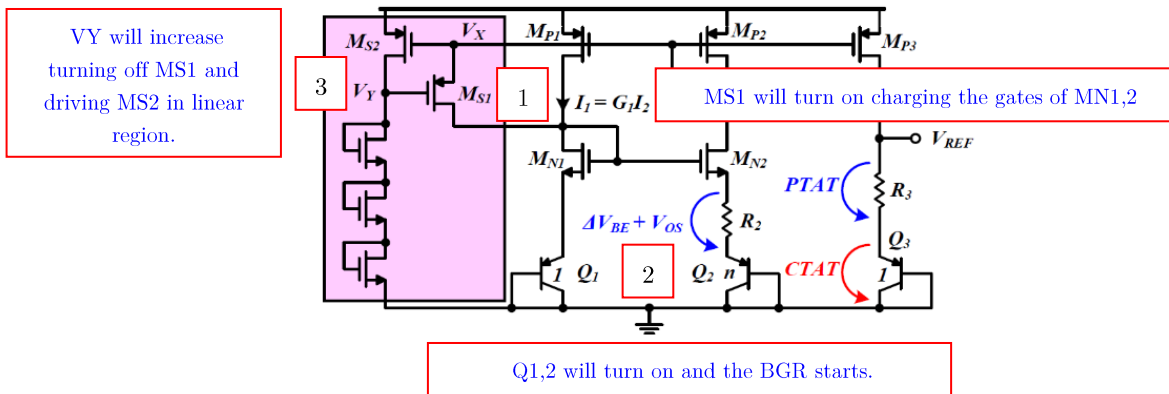 VY will increase
turning off MS1 and
driving MS2 in linear
region.
3
MS2
VX
MP1
MP2
MP3
VY
MS1
1
I1 = G1I2
MS1 will turn on charging the gates of MN1,2
VREF
MN1
MN2
PTAT
R3
ΔVBE + VOS
R2
Q3
CTAT
1
1
Q1
2
Q2
n
Q1,2 will turn on and the BGR starts.